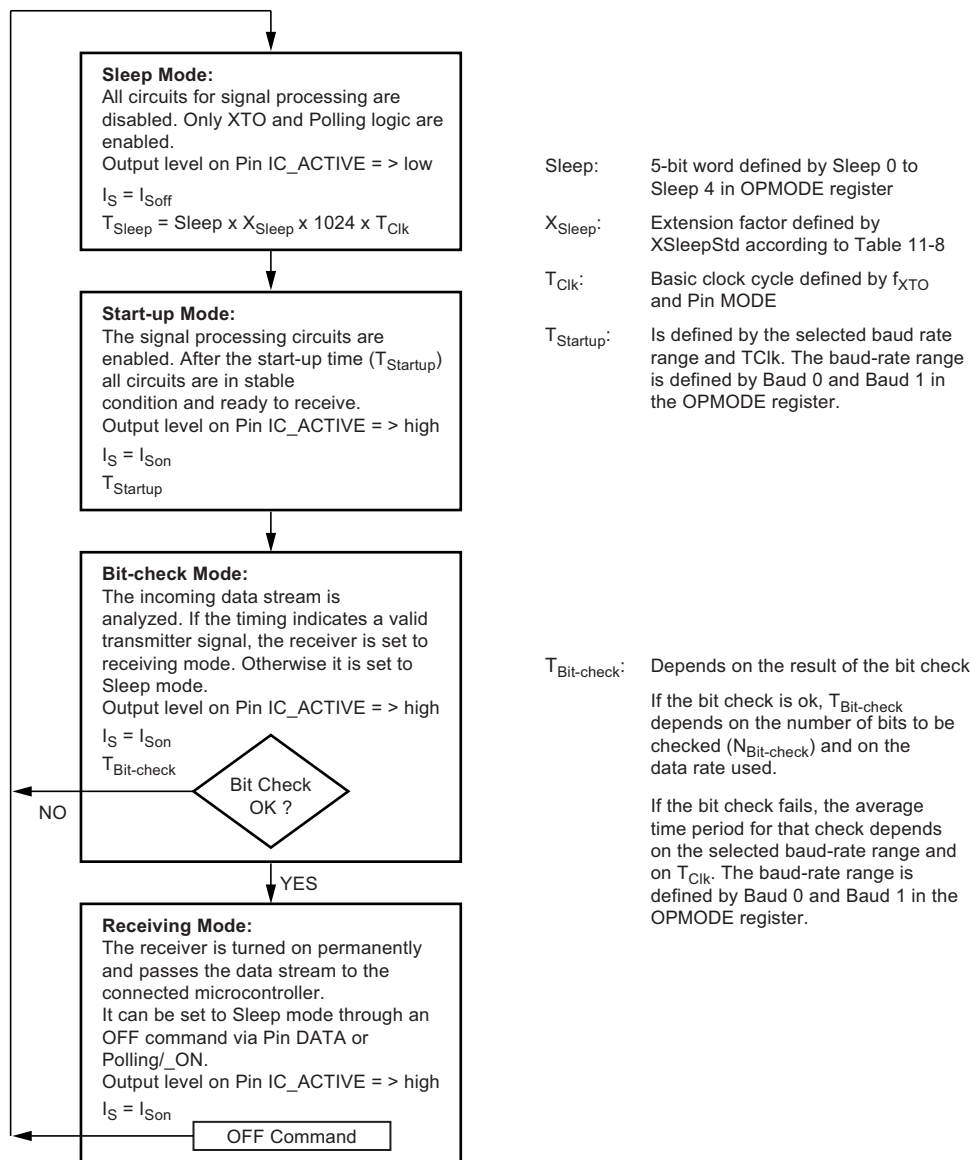 Sleep Mode:
All circuits for signal processing are
disabled. Only XTO and Polling logic are
enabled.
Output level on Pin IC_ACTIVE = > low
IS = ISoff
TSleep = Sleep x XSleep x 1024 x TClk
Start-up Mode:
The signal processing circuits are
enabled. After the start-up time (TStartup)
all circuits are in stable
condition and ready to receive.
Output level on Pin IC_ACTIVE = > high
IS = ISon
TStartup
Bit-check Mode:
The incoming data stream is
analyzed. If the timing indicates a valid
transmitter signal, the receiver is set to
receiving mode. Otherwise it is set to
Sleep mode.
Output level on Pin IC_ACTIVE = > high
IS = ISon
TBit-check
Bit Check
OK ?
NO
YES
Receiving Mode:
The receiver is turned on permanently
and passes the data stream to the
connected microcontroller.
It can be set to Sleep mode through an
OFF command via Pin DATA or
Polling/_ON.
Output level on Pin IC_ACTIVE = > high
IS = ISon
OFF Command
Sleep: 5-bit word defined by Sleep 0 to
Sleep 4 in OPMODE register
XSleep: Extension factor defined by
XSleepStd according to Table 11-8
TClk: Basic clock cycle defined by fXTO
and Pin MODE
TStartup: Is defined by the selected baud rate
range and TClk. The baud-rate range
is defined by Baud 0 and Baud 1 in
the OPMODE register.
TBit-check: Depends on the result of the bit check
If the bit check is ok, TBit-check
depends on the number of bits to be
checked (NBit-check) and on the
data rate used.
If the bit check fails, the average
time period for that check depends
on the selected baud-rate range and
on TClk. The baud-rate range is
defined by Baud 0 and Baud 1 in the
OPMODE register.